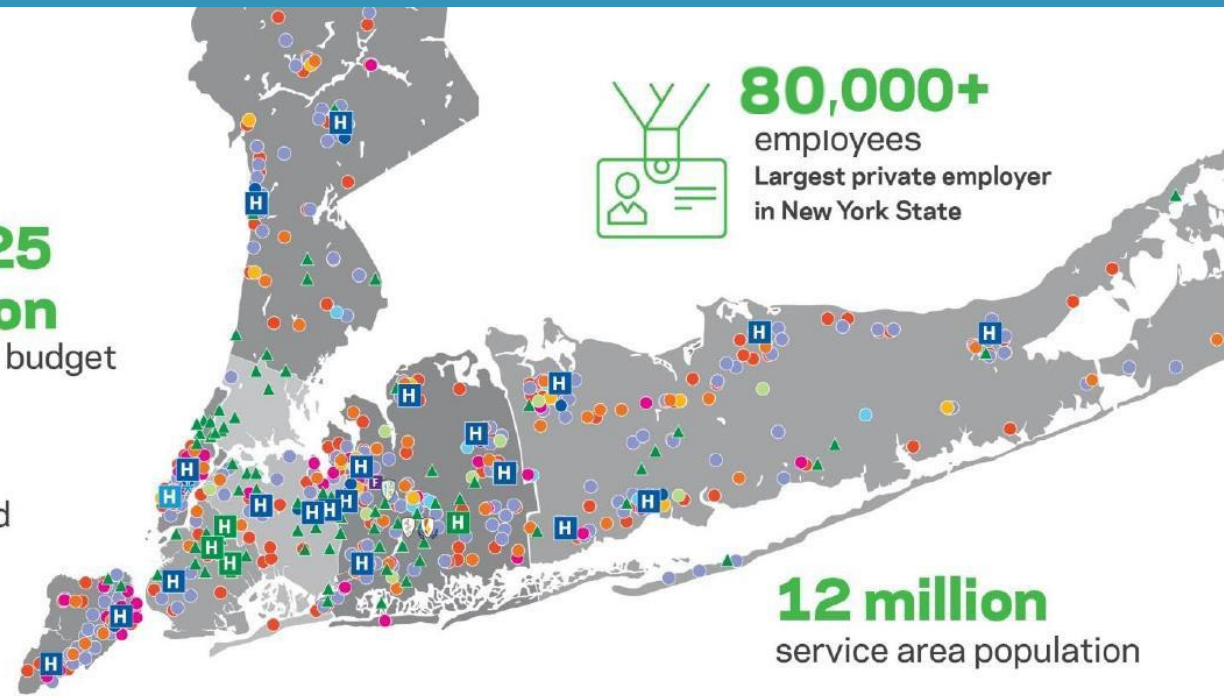 80,000+
employees
Largest private employer
in New York State
25
on
budget
d
12 million
service area population
H
H
H
H
H
H
H
H
H
H
F
H
H
H
H
H
H
H
H
H
H
H
H
H